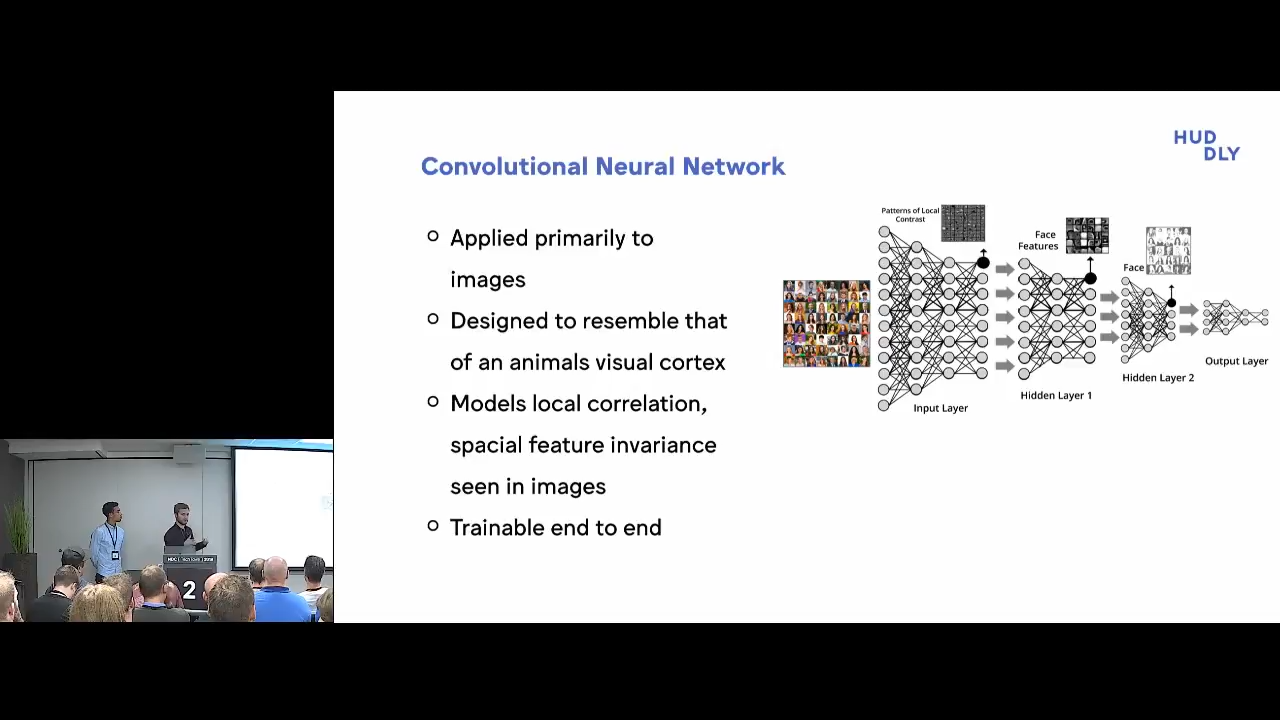 HUD
DLY
Convolutional Neural Network
Applied primarily to
images
Designed to resemble that
of an animals visual cortex
Models local correlation,
spacial feature invariance
seen in images
Trainable end to end
Patterns of Local
Contrast
Face
Features
Face
Input Layer
Hidden Layer 1
Hidden Layer 2
Output Layer
2